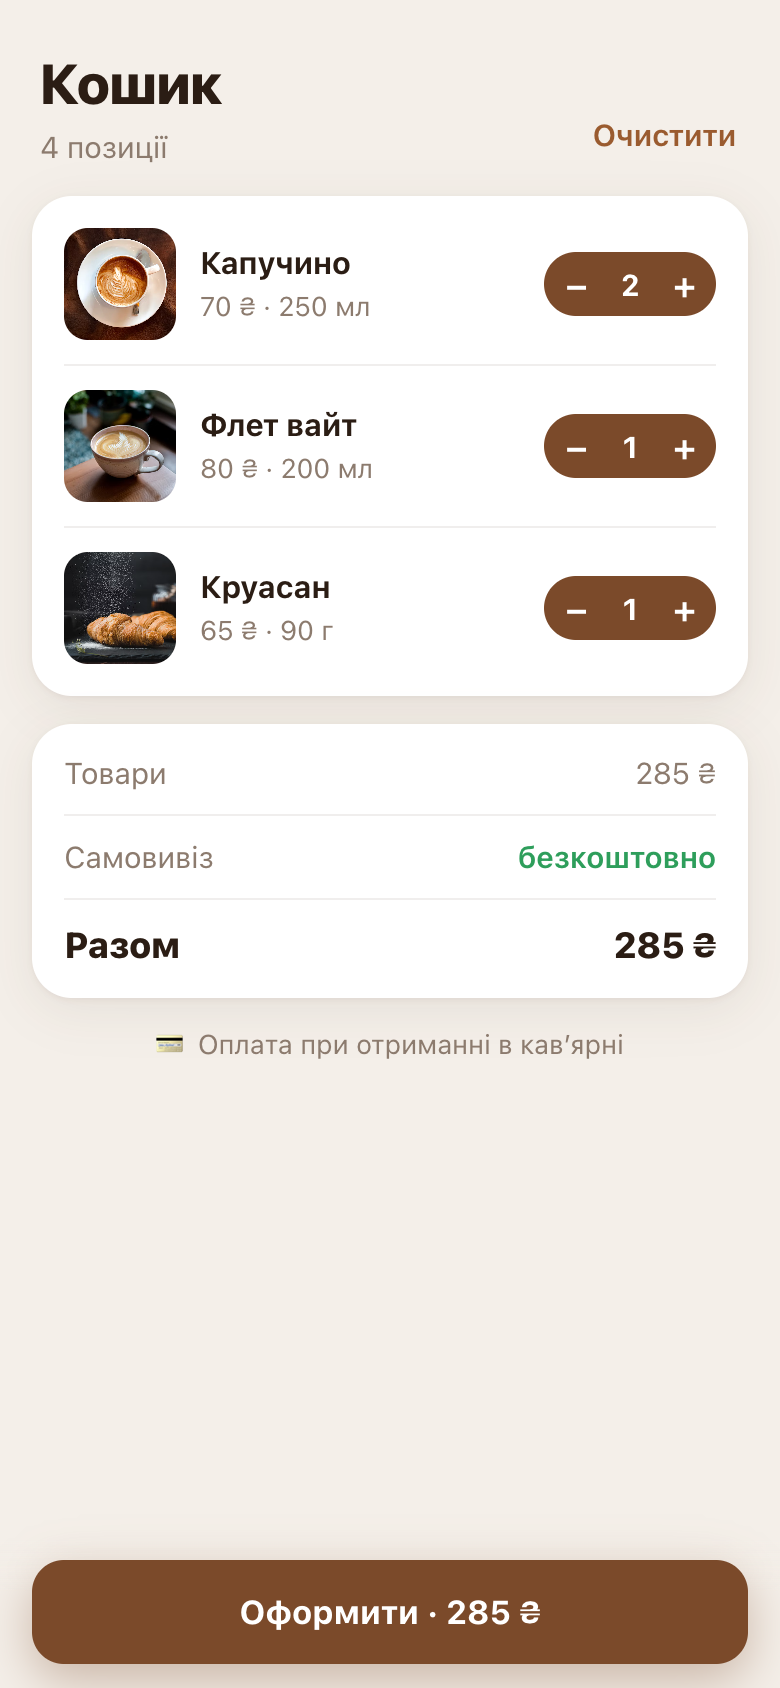 Кошик
4 позиції
Очистити
Капучино
70 ₴ · 250 мл
− 2 +
Флет вайт
80 ₴ · 200 мл
− 1 +
Круасан
65 ₴ · 90 г
− 1 +
Товари 285 ₴
Самовивіз безкоштовно
Разом 285 ₴
💳 Оплата при отриманні в кав’ярні
Оформити · 285 ₴